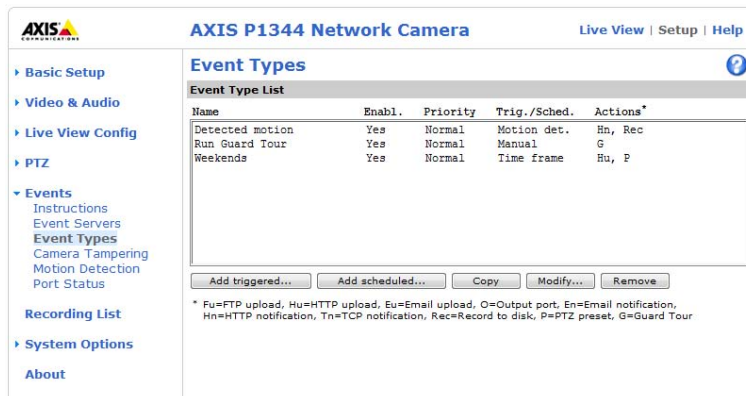 AXIS
COMMUNICATIONS
AXIS P1344 Network Camera
Live View | Setup | Help
Basic Setup
Video & Audio
Live View Config
PTZ
Events
Instructions
Event Servers
Event Types
Camera Tampering
Motion Detection
Port Status
Recording List
System Options
About
Event Types
?
Event Type List
Name Enabl. Priority Trig./Sched. Actions*
Detected motion Yes Normal Motion det. Hn, Rec
Run Guard Tour Yes Normal Manual G
Weekends Yes Normal Time frame Hu, P
Add triggered... Add scheduled... Copy Modify... Remove
* Fu=FTP upload, Hu=HTTP upload, Eu=Email upload, O=Output port, En=Email notification,
Hn=HTTP notification, Tn=TCP notification, Rec=Record to disk, P=PTZ preset, G=Guard Tour